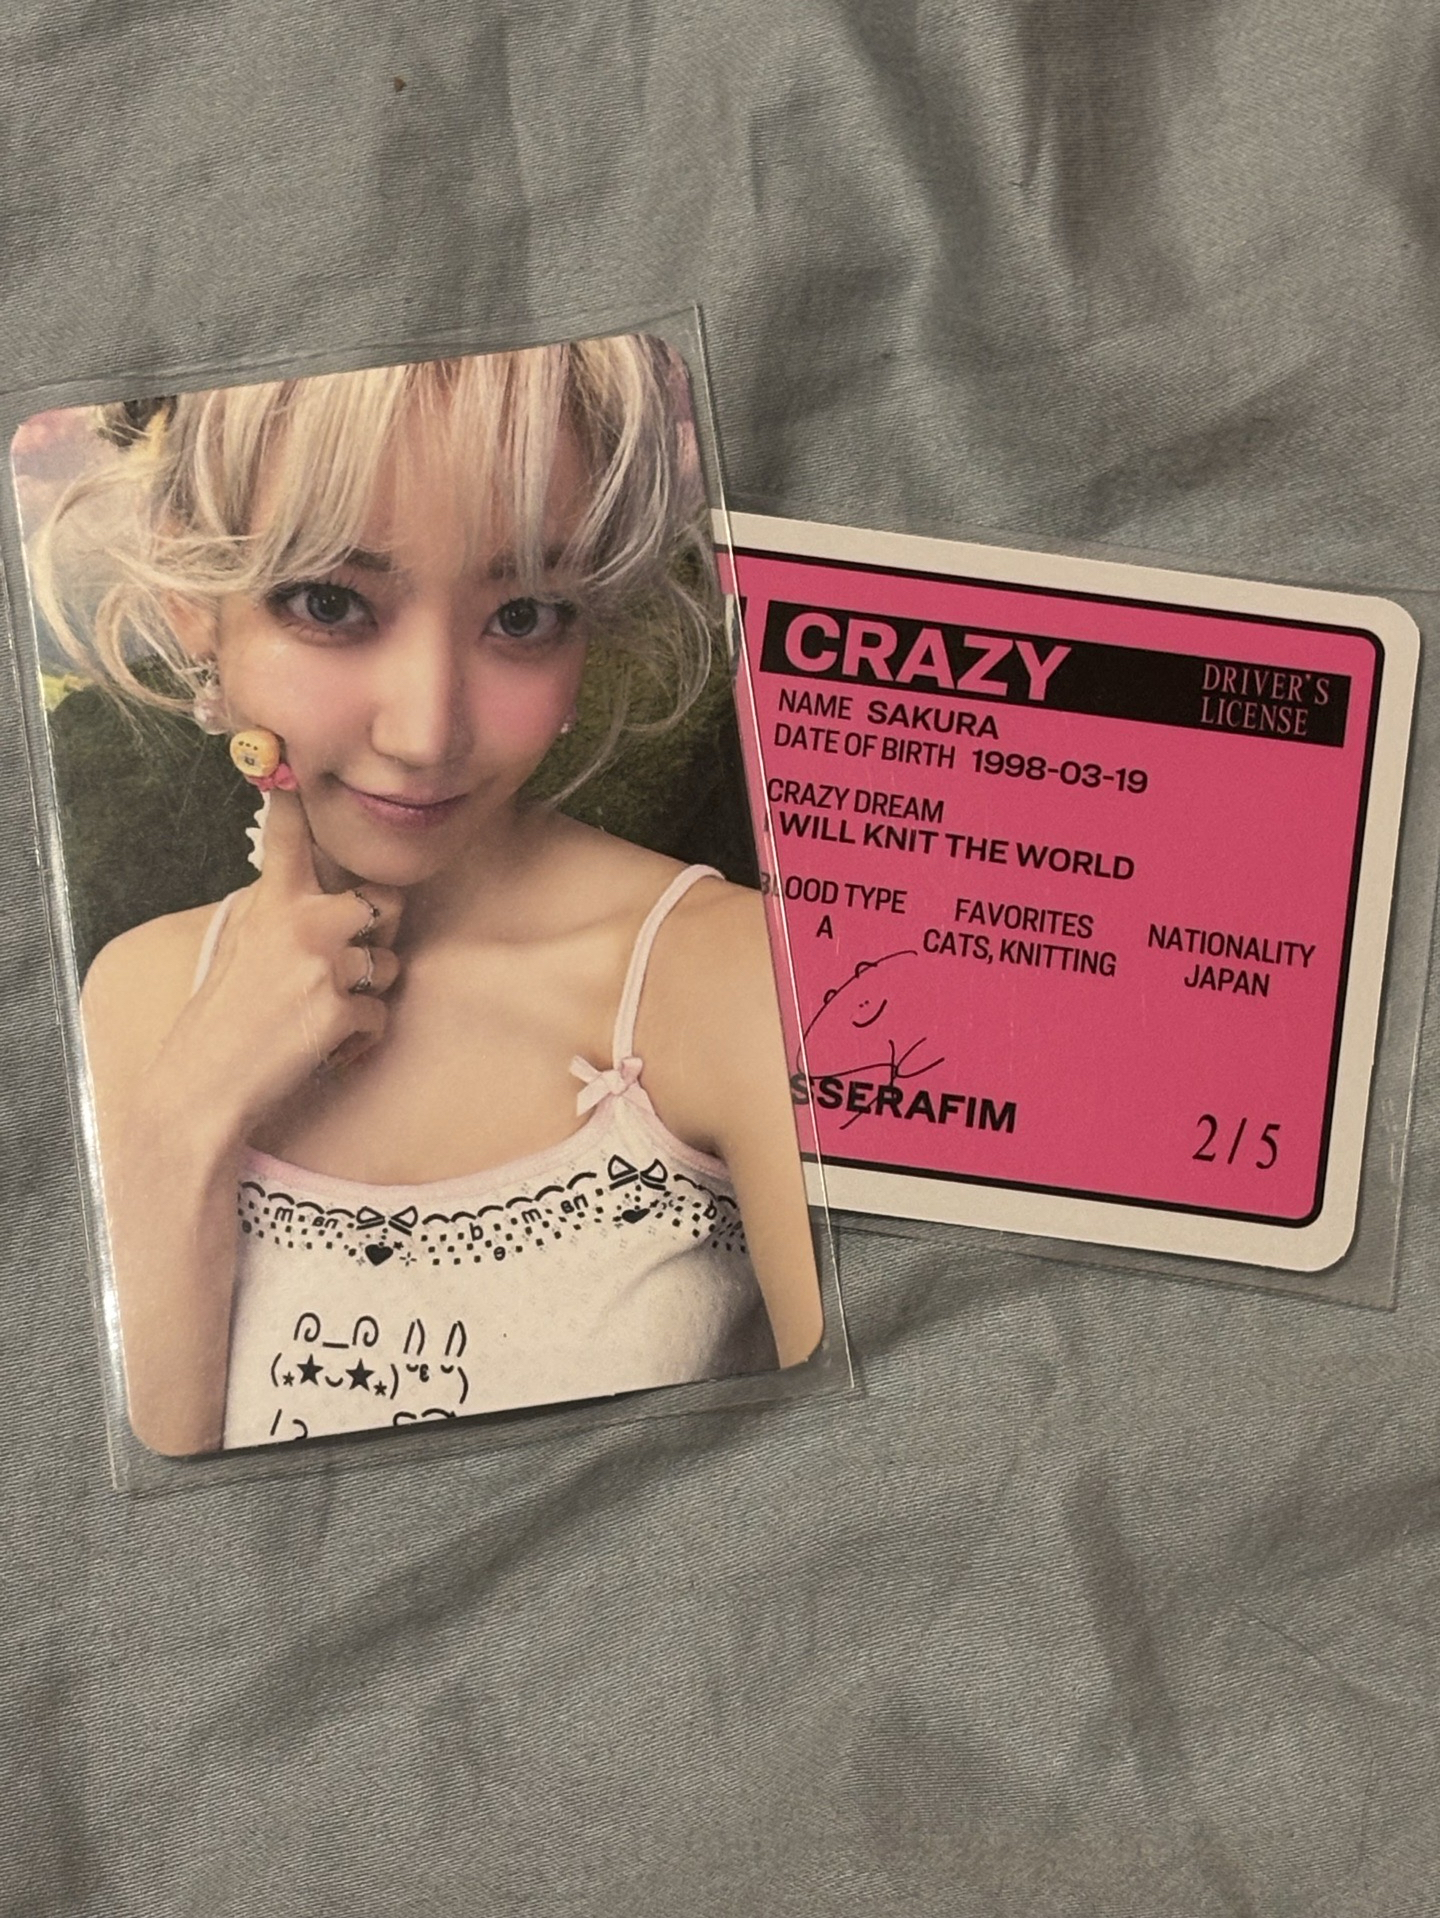 CRAZY
DRIVER'S
LICENSE
NAME SAKURA
DATE OF BIRTH 1998-03-19
CRAZY DREAM
I WILL KNIT THE WORLD
BLOOD TYPE
A
FAVORITES
CATS, KNITTING
NATIONALITY
JAPAN
SSERAFIM
2/5